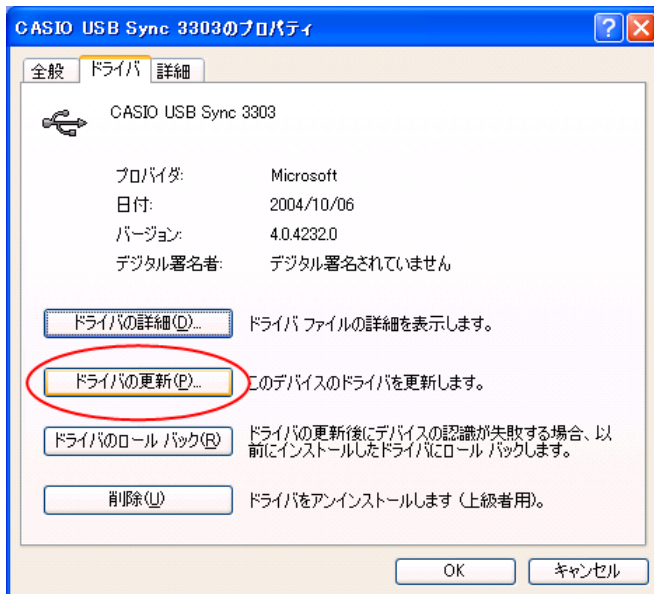 CASIO USB Sync 3303のプロパティ
全般 ドライバ 詳細
CASIO USB Sync 3303
プロバイダ: Microsoft
日付: 2004/10/06
バージョン: 4.0.4232.0
デジタル署名者: デジタル署名されていません
ドライバの詳細(D)... ドライバ ファイルの詳細を表示します。
ドライバの更新(P)... このデバイスのドライバを更新します。
ドライバのロール バック(R) ドライバの更新後にデバイスの認識が失敗する場合、以
前にインストールしたドライバにロール バックします。
削除(U) ドライバをアンインストールします (上級者用)。
OK キャンセル